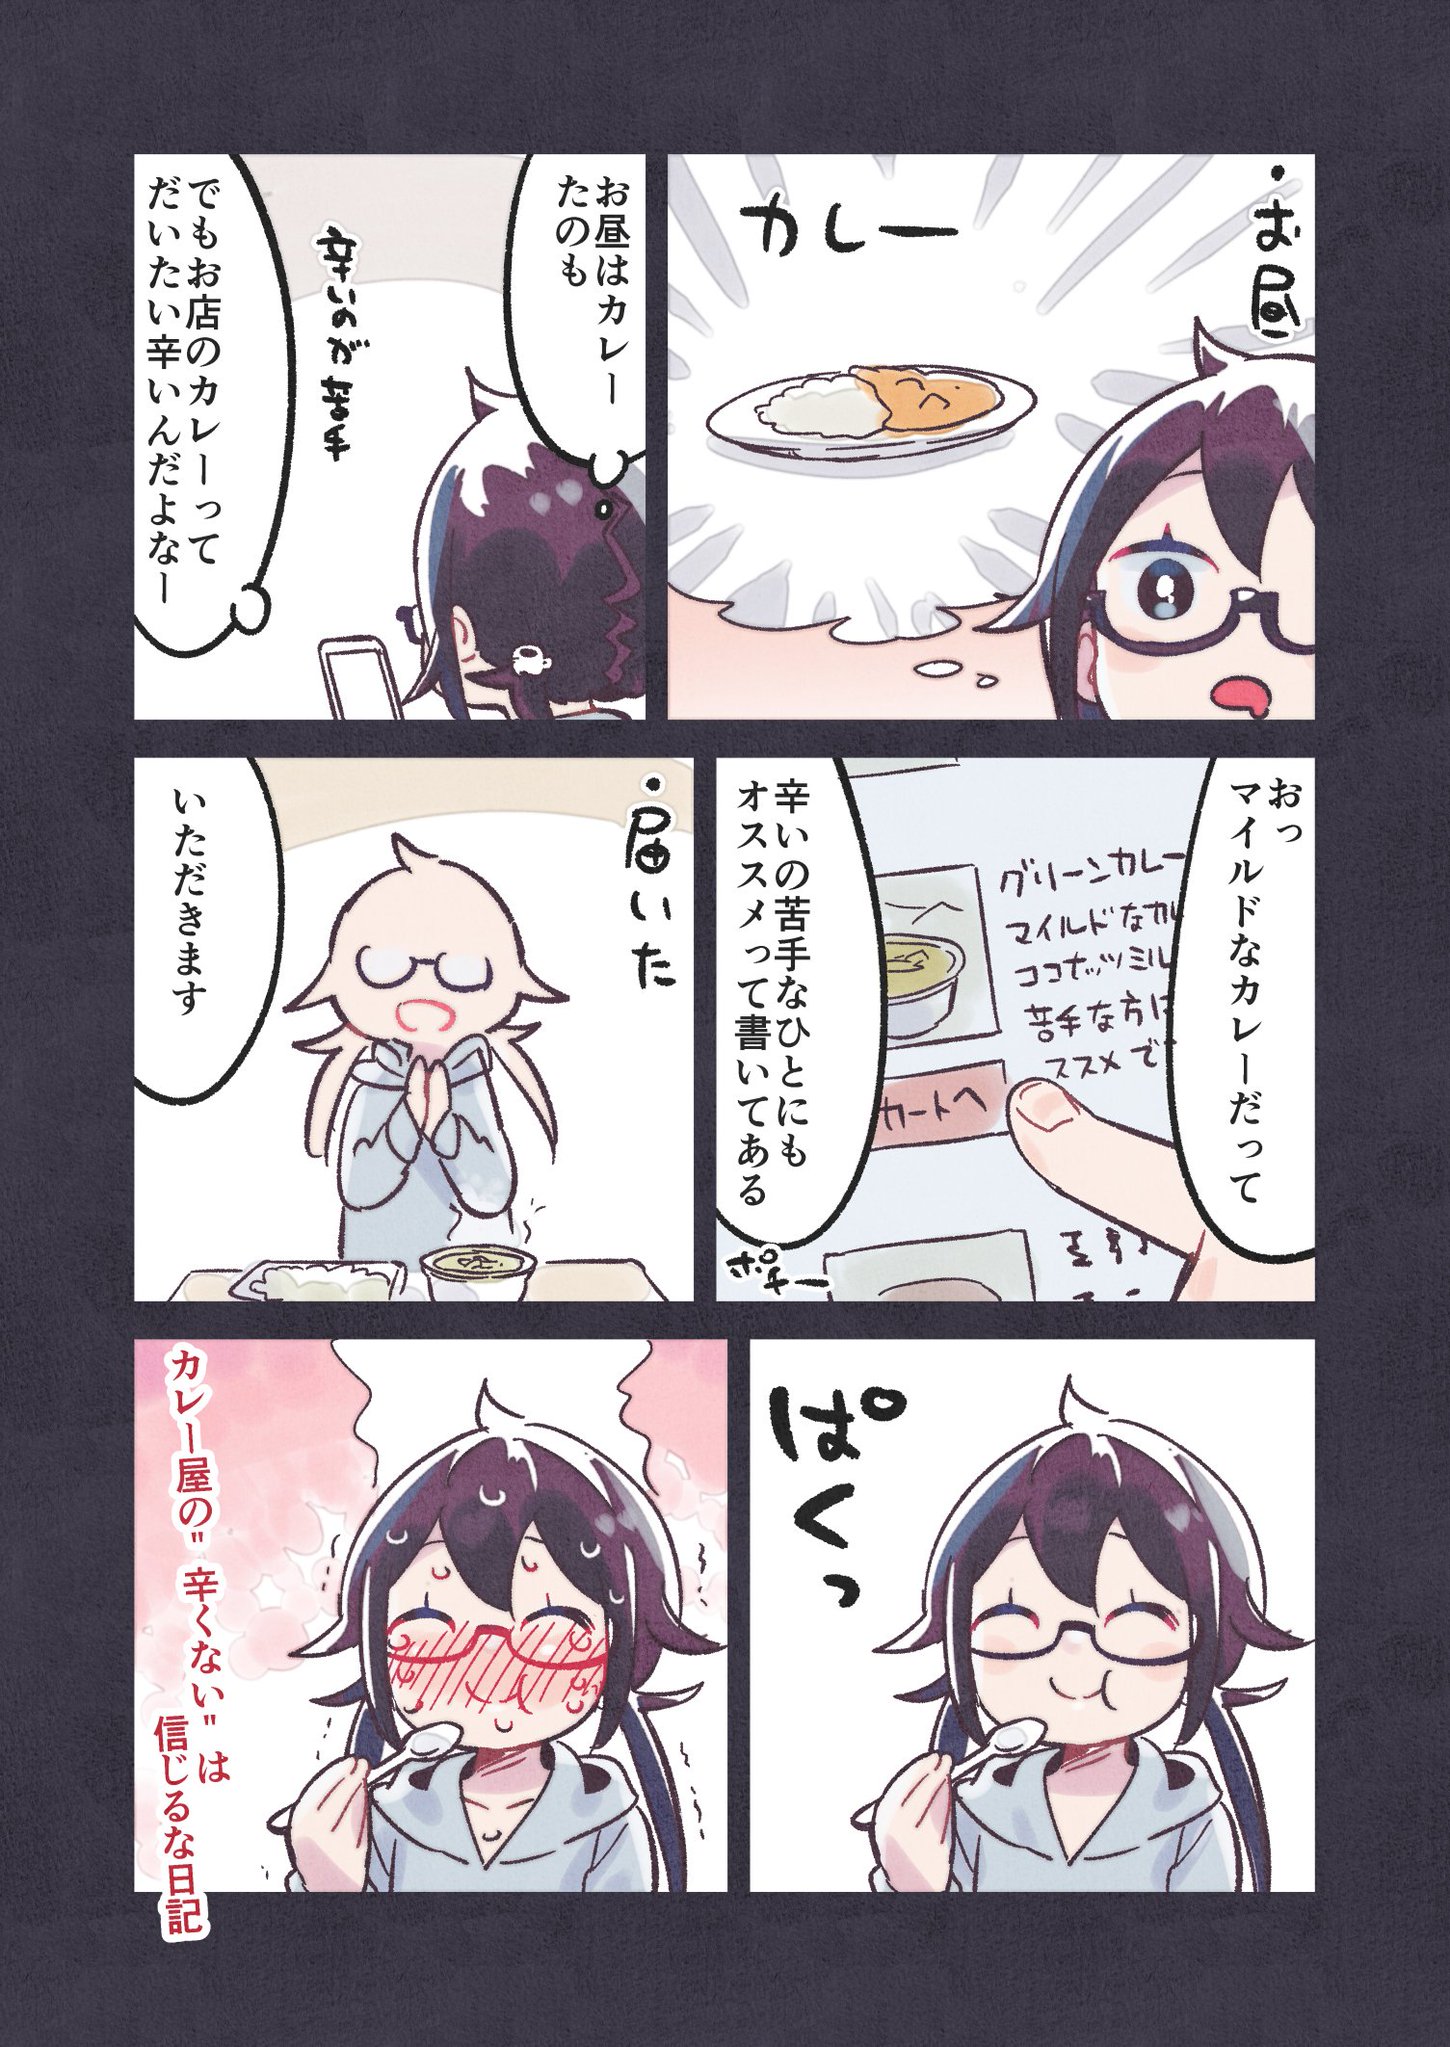 ・お昼
カレー
お昼はカレー
たのも
辛いのが苦手
でもお店のカレーって
だいたい辛いんだよなー
おっ
マイルドなカレーだって
グリーンカレー
マイルドなカレ
ココナッツミル
苦手な方に
ススメで
カートへ
辛いの苦手なひとにも
オススメって書いてある
ポチー
・届いた
いただきます
ぱくっ
カレー屋の"辛くない"は
信じるな日記